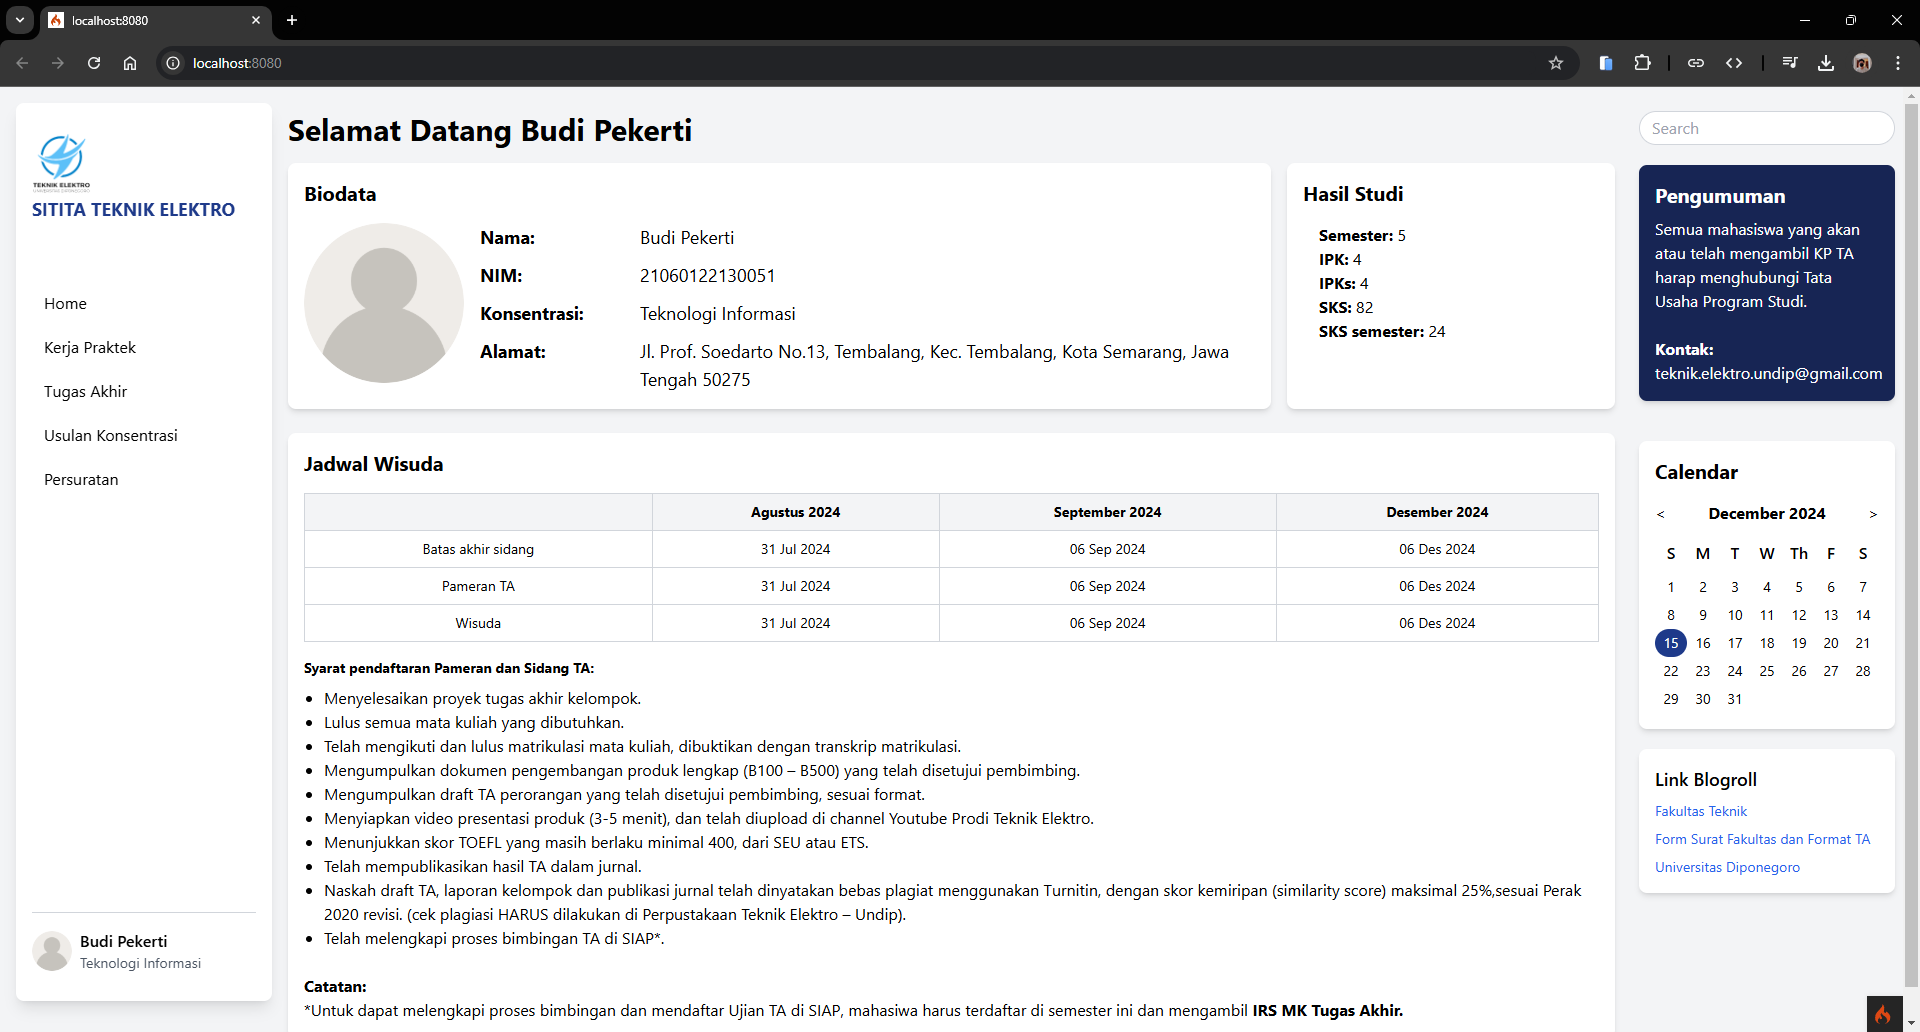 localhost:8080
localhost:8080
TEKNIK ELEKTRO
SITITA TEKNIK ELEKTRO
Home
Kerja Praktek
Tugas Akhir
Usulan Konsentrasi
Persuratan
Budi Pekerti
Teknologi Informasi
Selamat Datang Budi Pekerti
Biodata
Nama: Budi Pekerti
NIM: 21060122130051
Konsentrasi: Teknologi Informasi
Alamat: Jl. Prof. Soedarto No.13, Tembalang, Kec. Tembalang, Kota Semarang, Jawa
Tengah 50275
Hasil Studi
Semester: 5
IPK: 4
IPKs: 4
SKS: 82
SKS semester: 24
Jadwal Wisuda
Agustus 2024 September 2024 Desember 2024
Batas akhir sidang 31 Jul 2024 06 Sep 2024 06 Des 2024
Pameran TA 31 Jul 2024 06 Sep 2024 06 Des 2024
Wisuda 31 Jul 2024 06 Sep 2024 06 Des 2024
Syarat pendaftaran Pameran dan Sidang TA:
• Menyelesaikan proyek tugas akhir kelompok.
• Lulus semua mata kuliah yang dibutuhkan.
• Telah mengikuti dan lulus matrikulasi mata kuliah, dibuktikan dengan transkrip matrikulasi.
• Mengumpulkan dokumen pengembangan produk lengkap (B100 – B500) yang telah disetujui pembimbing.
• Mengumpulkan draft TA perorangan yang telah disetujui pembimbing, sesuai format.
• Menyiapkan video presentasi produk (3-5 menit), dan telah diupload di channel Youtube Prodi Teknik Elektro.
• Menunjukkan skor TOEFL yang masih berlaku minimal 400, dari SEU atau ETS.
• Telah mempublikasikan hasil TA dalam jurnal.
• Naskah draft TA, laporan kelompok dan publikasi jurnal telah dinyatakan bebas plagiat menggunakan Turnitin, dengan skor kemiripan (similarity score) maksimal 25%,sesuai Perak
2020 revisi. (cek plagiasi HARUS dilakukan di Perpustakaan Teknik Elektro – Undip).
• Telah melengkapi proses bimbingan TA di SIAP*.
Catatan:
*Untuk dapat melengkapi proses bimbingan dan mendaftar Ujian TA di SIAP, mahasiwa harus terdaftar di semester ini dan mengambil IRS MK Tugas Akhir.
Search
Pengumuman
Semua mahasiswa yang akan
atau telah mengambil KP TA
harap menghubungi Tata
Usaha Program Studi.
Kontak:
teknik.elektro.undip@gmail.com
Calendar
< December 2024 >
S M T W Th F S
1 2 3 4 5 6 7
8 9 10 11 12 13 14
15 16 17 18 19 20 21
22 23 24 25 26 27 28
29 30 31
Link Blogroll
Fakultas Teknik
Form Surat Fakultas dan Format TA
Universitas Diponegoro